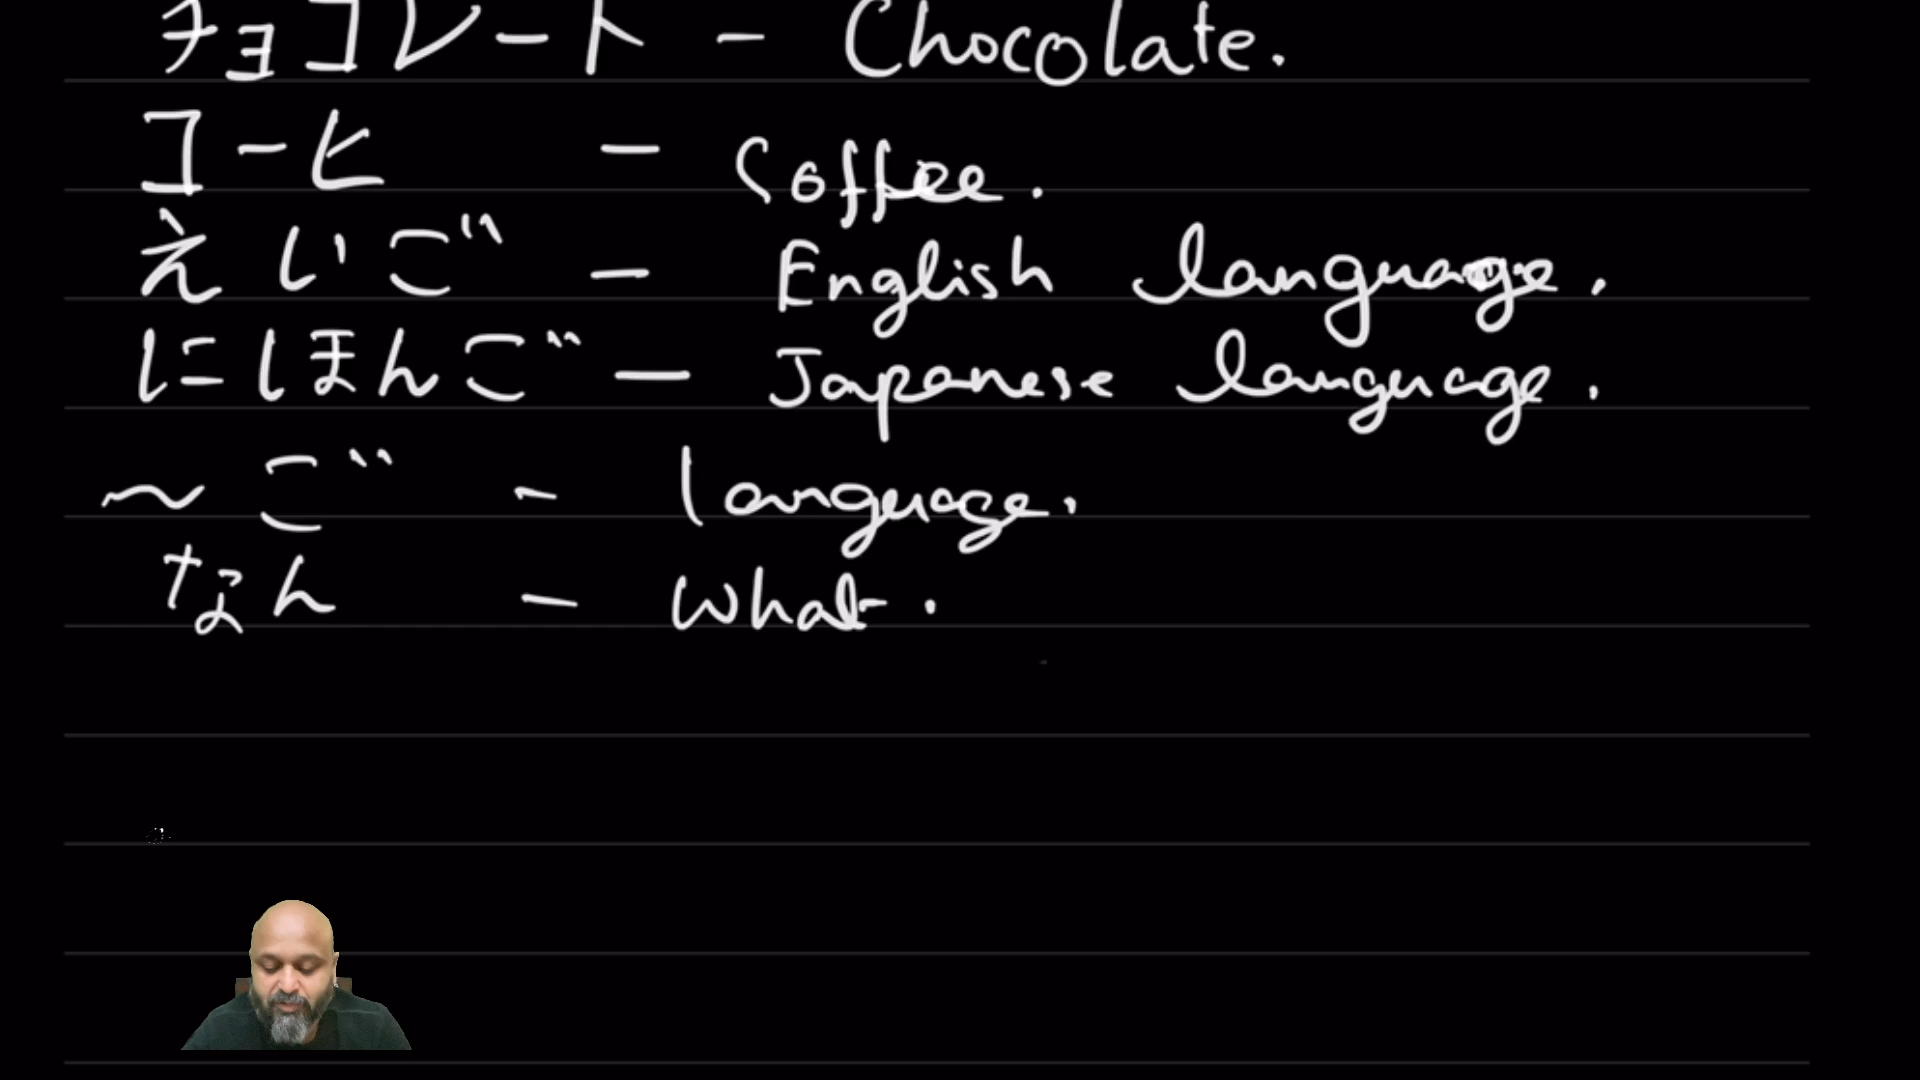 チョコレート - Chocolate.
コーヒ - Coffee.
えいご - English language.
にほんご - Japanese language.
~ご - language.
なん - What.